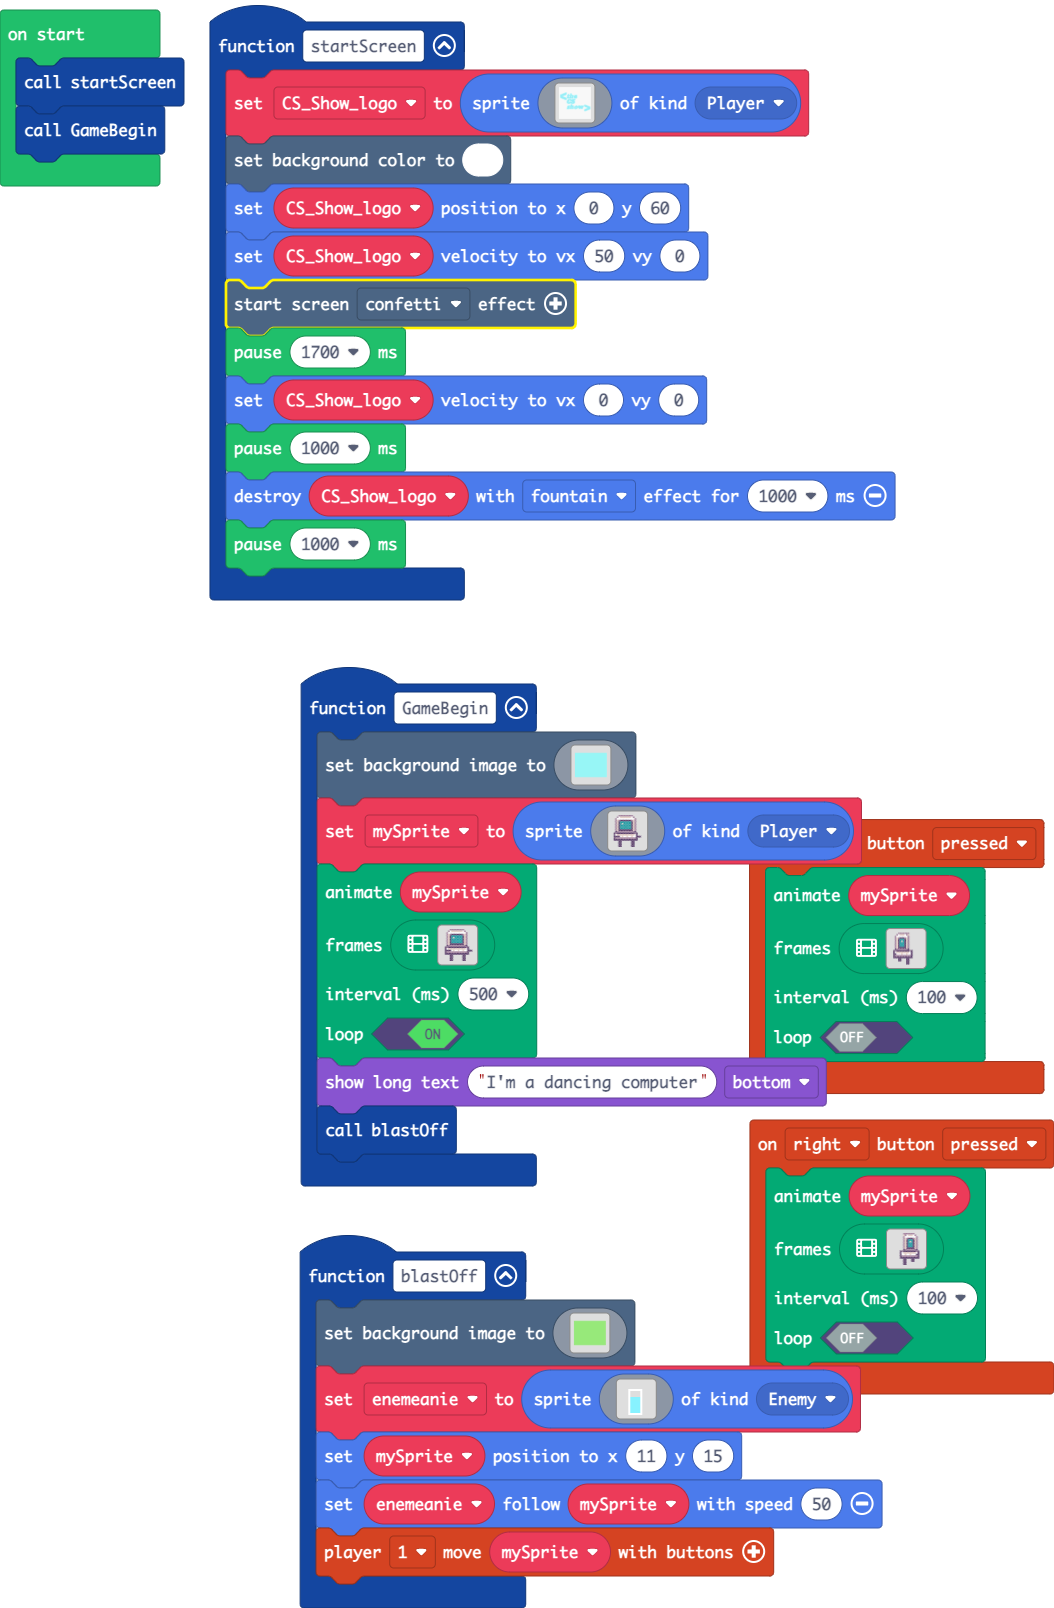 on start
call startScreen
call GameBegin
function startScreen
set CS_Show_logo to sprite of kind Player
set background color to
set CS_Show_logo position to x 0 y 60
set CS_Show_logo velocity to vx 50 vy 0
start screen confetti effect
pause 1700 ms
set CS_Show_logo velocity to vx 0 vy 0
pause 1000 ms
destroy CS_Show_logo with fountain effect for 1000 ms
pause 1000 ms
function GameBegin
set background image to
set mySprite to sprite of kind Player
animate mySprite
frames
interval (ms) 500
loop ON
show long text "I'm a dancing computer" bottom
call blastOff
button pressed
animate mySprite
frames
interval (ms) 100
loop OFF
on right button pressed
animate mySprite
frames
interval (ms) 100
loop OFF
function blastOff
set background image to
set enemeanie to sprite of kind Enemy
set mySprite position to x 11 y 15
set enemeanie follow mySprite with speed 50
player 1 move mySprite with buttons